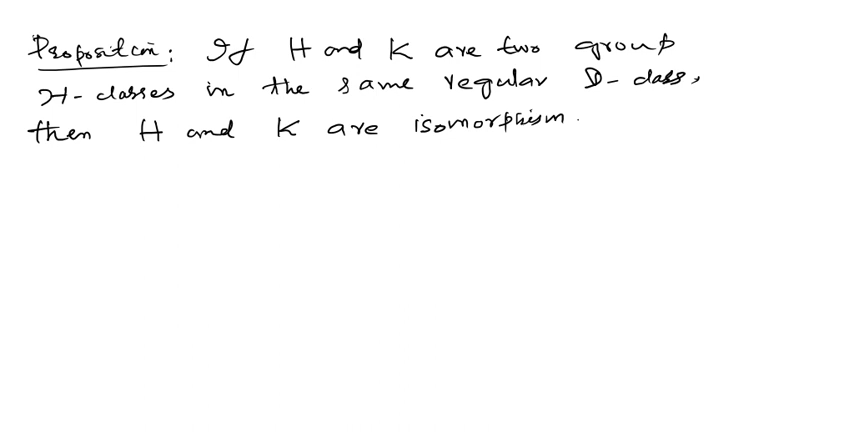 Proposition: If H and K are two group
H-classes in the same regular D-class,
then H and K are isomorphism.